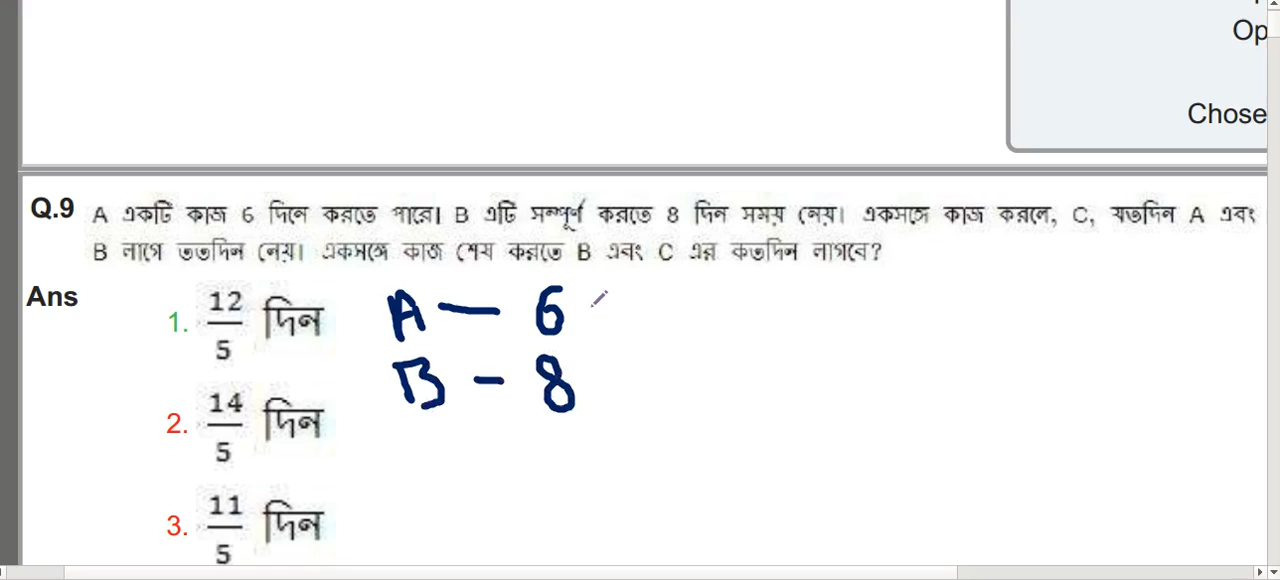 Op
Chose
Q.9 A একটি কাজ 6 দিনে করতে পারে। B এটি সম্পূর্ণ করতে 8 দিন সময় নেয়। একসঙ্গে কাজ করলে, C, যতদিন A এবং
B লাগে ততদিন নেয়। একসঙ্গে কাজ শেষ করতে B এবং C এর কতদিন লাগবে?
Ans
1. 12/5 দিন
A — 6
B - 8
2. 14/5 দিন
3. 11/5 দিন